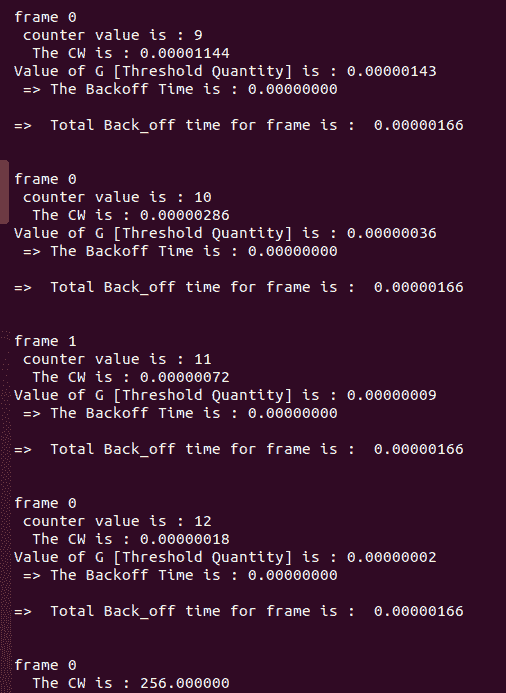 frame 0
counter value is : 9
The CW is : 0.00001144
Value of G [Threshold Quantity] is : 0.00000143
=> The Backoff Time is : 0.00000000
=>  Total Back_off time for frame is :  0.00000166
frame 0
counter value is : 10
The CW is : 0.00000286
Value of G [Threshold Quantity] is : 0.00000036
=> The Backoff Time is : 0.00000000
=>  Total Back_off time for frame is :  0.00000166
frame 1
counter value is : 11
The CW is : 0.00000072
Value of G [Threshold Quantity] is : 0.00000009
=> The Backoff Time is : 0.00000000
=>  Total Back_off time for frame is :  0.00000166
frame 0
counter value is : 12
The CW is : 0.00000018
Value of G [Threshold Quantity] is : 0.00000002
=> The Backoff Time is : 0.00000000
=>  Total Back_off time for frame is :  0.00000166
frame 0
The CW is : 256.000000